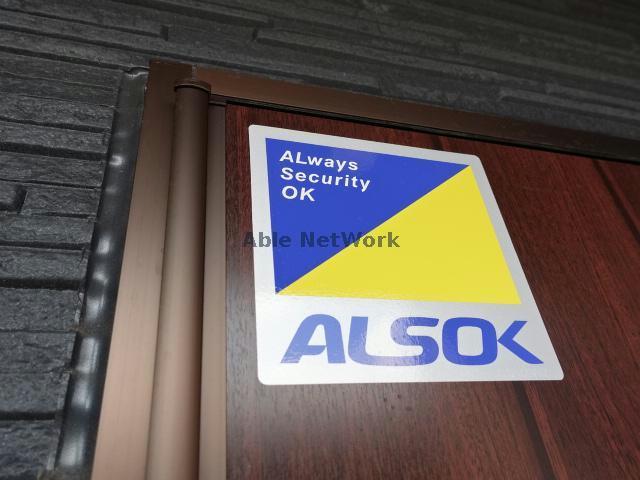 ALways
Security
OK
Able NetWork
ALSOK